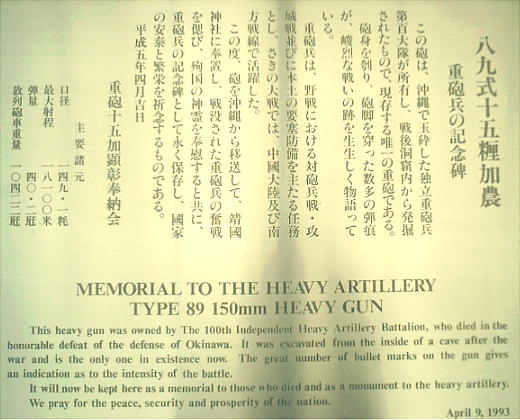 八九式十五糎加農
重砲兵の記念碑
この砲は、沖縄で玉砕した独立重砲兵
第百大隊が所有し、戦後洞窟内から発掘
されたもので、現存する唯一の重砲である。
砲身を剝り、砲脚を穿った数多の弾痕
が、峻烈な戦いの跡を生生しく物語って
いる。
重砲兵は、野戦における対砲兵戦・攻
城戦並びに本土の要塞防備を主たる任務
とし、さきの大戦では、中國大陸及び南
方戦線で活躍した。
この度、砲を沖縄から移送して、靖國
神社に奉置し、戦没された重砲兵の奮戦
を偲び、殉国の神霊を奉慰すると共に、
重砲兵の記念碑として永く保存し、國家
の安泰と繁栄を祈念するものである。
平成五年四月吉日
重砲十五加顕彰奉納会
主要諸元
口径 一四九・一粍
最大射程 一八一〇〇米
弾量 四〇・二瓩
放列砲車重量 一〇四二二瓩
MEMORIAL TO THE HEAVY ARTILLERY
TYPE 89 150mm HEAVY GUN
This heavy gun was owned by The 100th Independent Heavy Artillery Battalion, who died in the
honorable defeat of the defense of Okinawa. It was excavated from the inside of a cave after the
war and is the only one in existence now. The great number of bullet marks on the gun gives
an indication as to the intensity of the battle.
It will now be kept here as a memorial to those who died and as a monument to the heavy artillery.
We pray for the peace, security and prosperity of the nation.
April 9, 1993